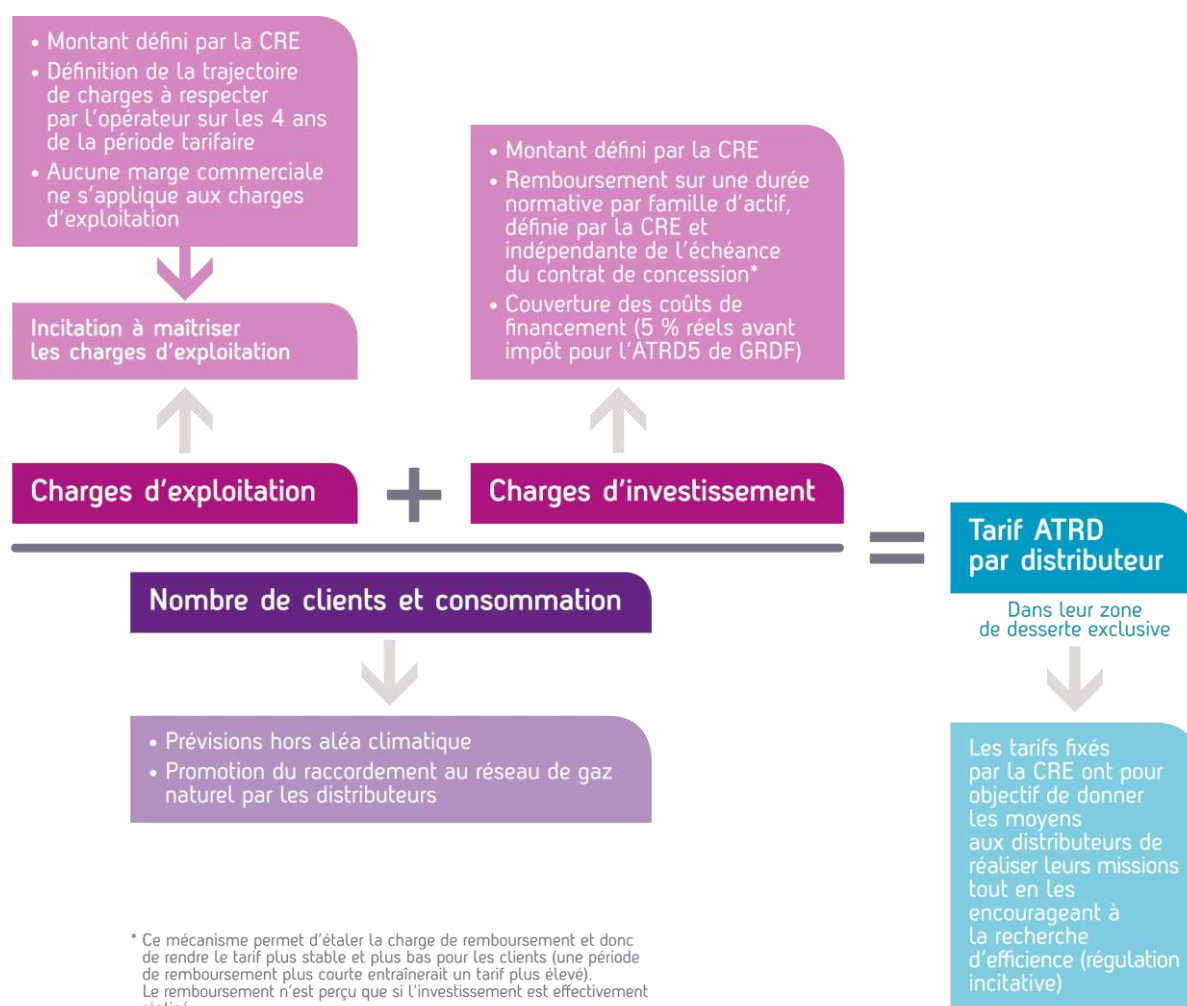 • Montant défini par la CRE
• Définition de la trajectoire
de charges à respecter
par l'opérateur sur les 4 ans
de la période tarifaire
• Aucune marge commerciale
ne s'applique aux charges
d'exploitation
Incitation à maîtriser
les charges d'exploitation
• Montant défini par la CRE
• Remboursement sur une durée
normative par famille d'actif,
définie par la CRE et
indépendante de l'échéance
du contrat de concession*
• Couverture des coûts de
financement (5 % réels avant
impôt pour l'ATRD5 de GRDF)
Charges d'exploitation
+
Charges d'investissement
=
Tarif ATRD
par distributeur
Dans leur zone
de desserte exclusive
Nombre de clients et consommation
• Prévisions hors aléa climatique
• Promotion du raccordement au réseau de gaz
naturel par les distributeurs
Les tarifs fixés
par la CRE ont pour
objectif de donner
les moyens
aux distributeurs de
réaliser leurs missions
tout en les
encourageant à
la recherche
d'efficience (régulation
incitative)
* Ce mécanisme permet d'étaler la charge de remboursement et donc
de rendre le tarif plus stable et plus bas pour les clients (une période
de remboursement plus courte entraînerait un tarif plus élevé).
Le remboursement n'est perçu que si l'investissement est effectivement